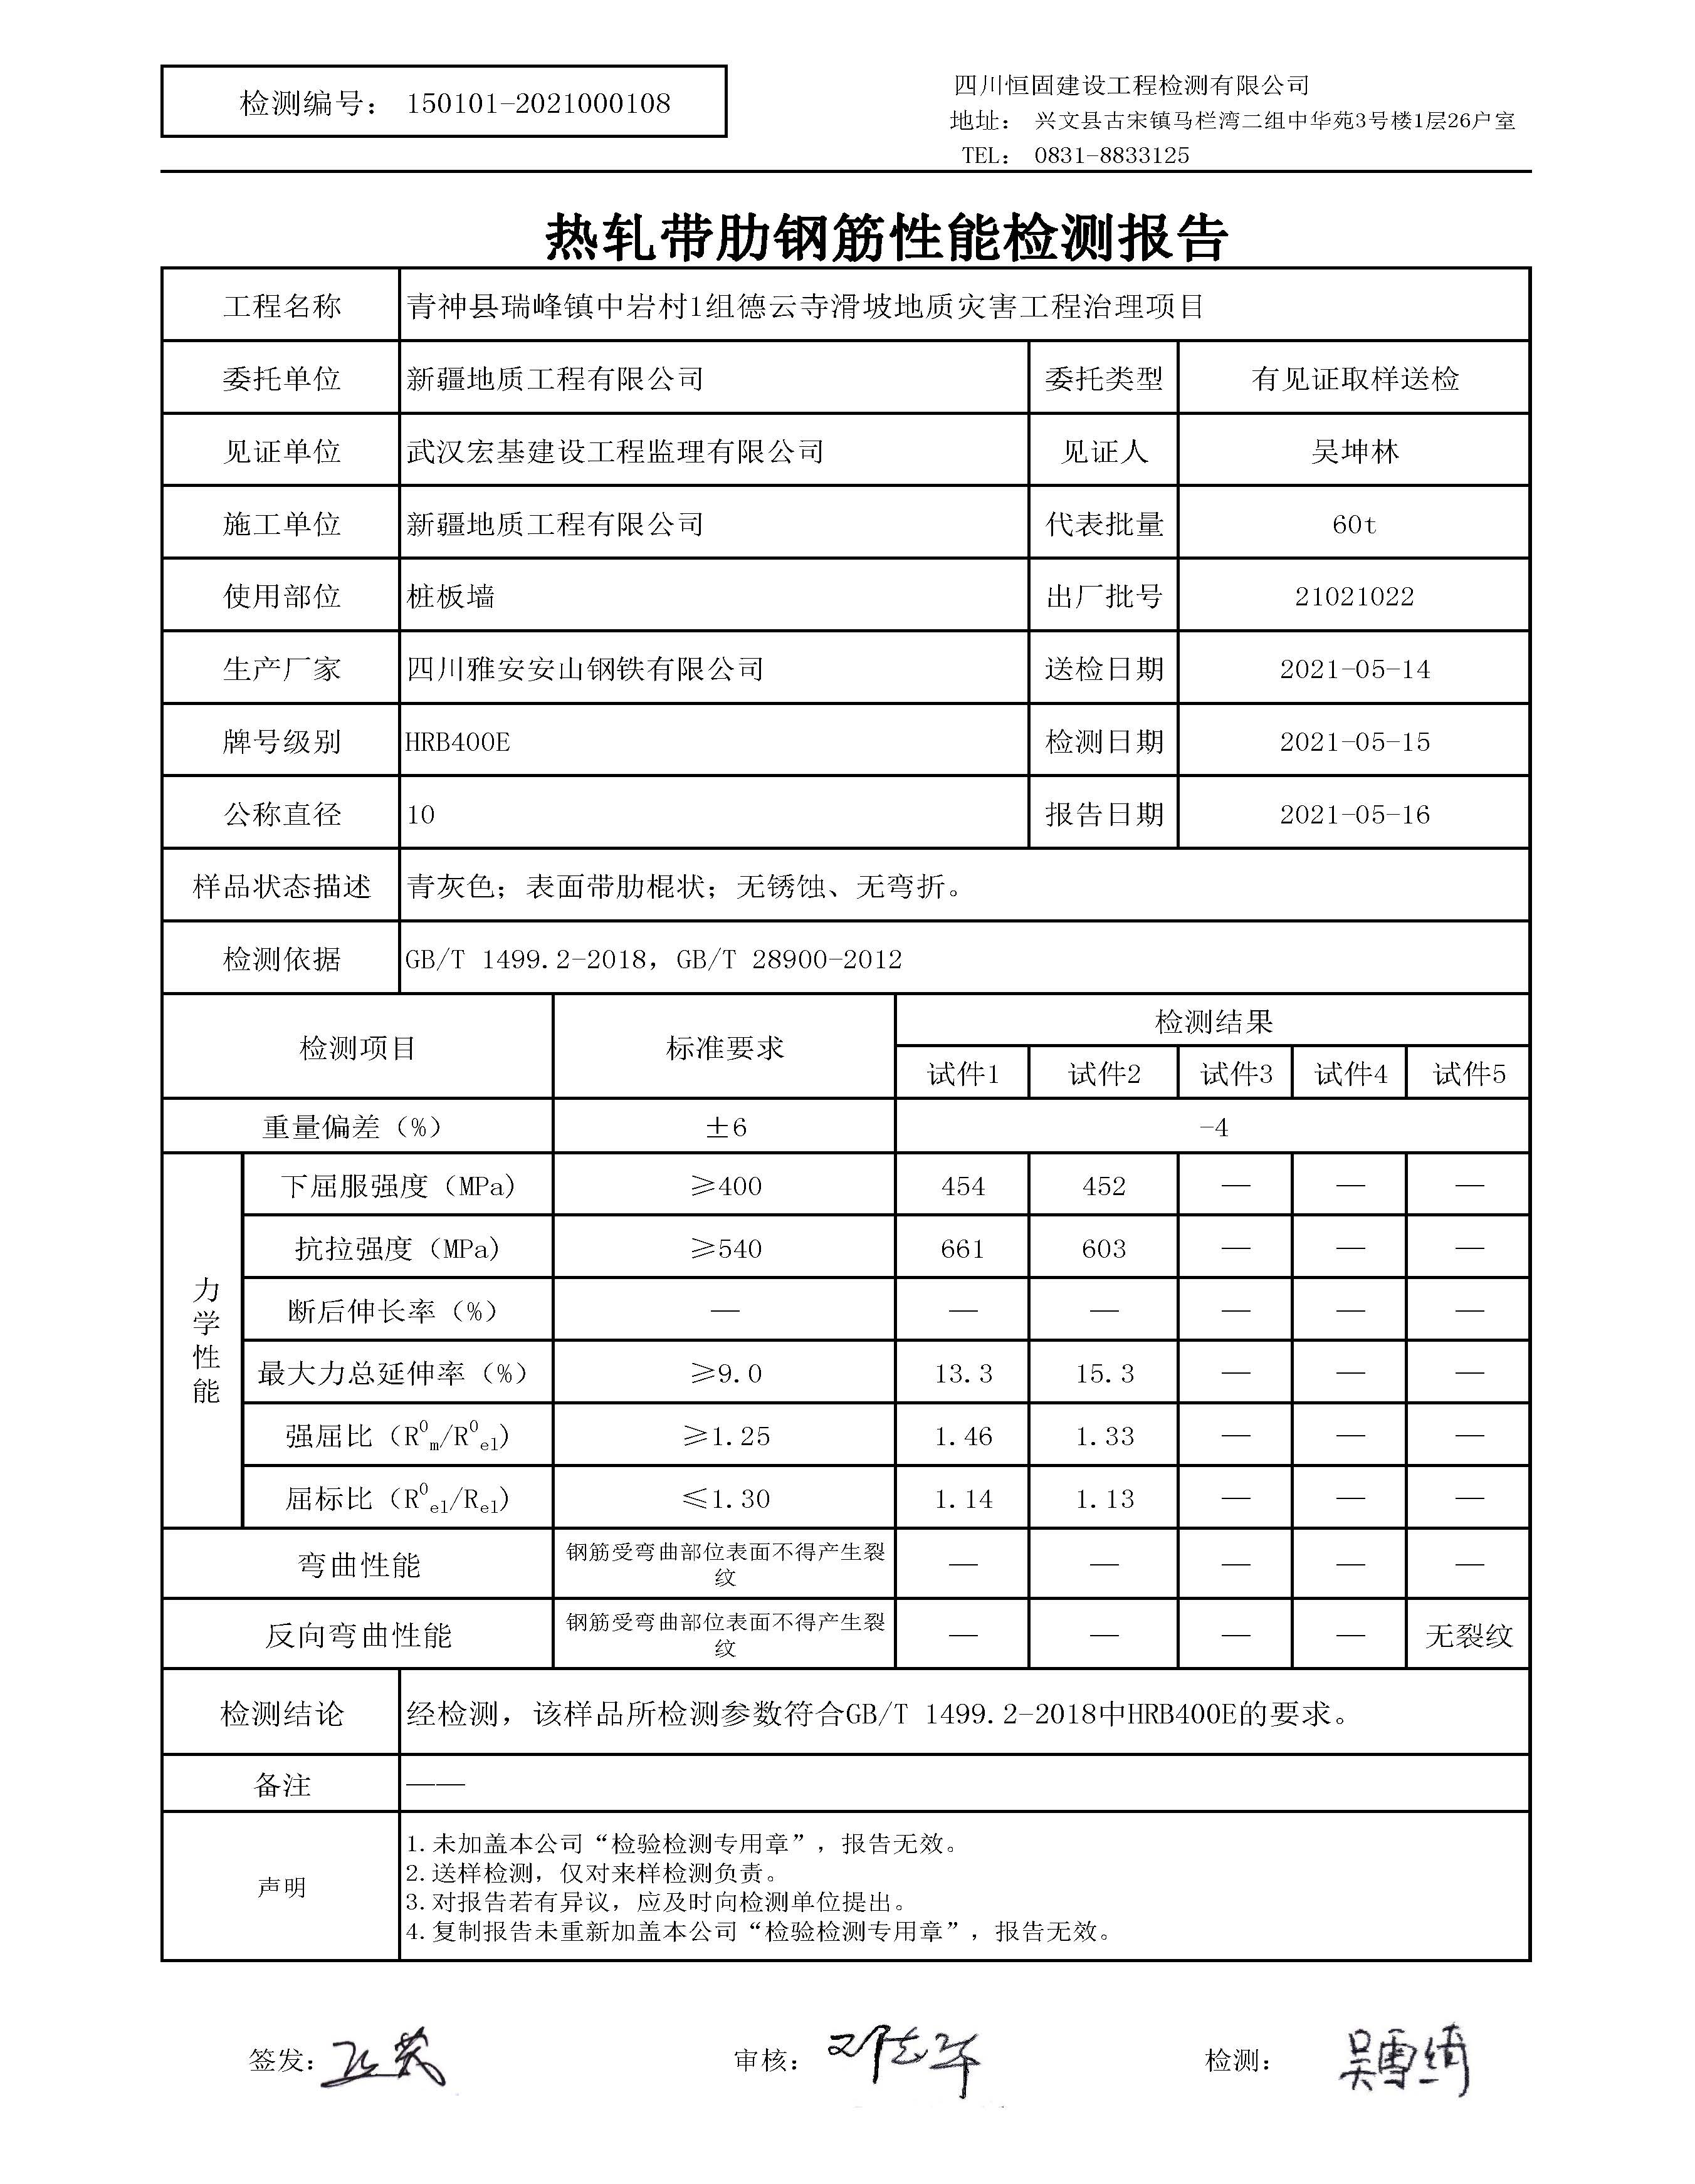 检测编号： 150101-2021000108
四川恒固建设工程检测有限公司
地址： 兴文县古宋镇马栏湾二组中华苑3号楼1层26户室
TEL： 0831-8833125
热轧带肋钢筋性能检测报告
工程名称 青神县瑞峰镇中岩村1组德云寺滑坡地质灾害工程治理项目
委托单位 新疆地质工程有限公司 委托类型 有见证取样送检
见证单位 武汉宏基建设工程监理有限公司 见证人 吴坤林
施工单位 新疆地质工程有限公司 代表批量 60t
使用部位 桩板墙 出厂批号 21021022
生产厂家 四川雅安安山钢铁有限公司 送检日期 2021-05-14
牌号级别 HRB400E 检测日期 2021-05-15
公称直径 10 报告日期 2021-05-16
样品状态描述 青灰色；表面带肋棍状；无锈蚀、无弯折。
检测依据 GB/T 1499.2-2018，GB/T 28900-2012
检测项目 标准要求 检测结果
试件1 试件2 试件3 试件4 试件5
重量偏差（%） ±6 -4
力学性能
下屈服强度（MPa） ≥400 454 452 — — —
抗拉强度（MPa） ≥540 661 603 — — —
断后伸长率（%） — — — — — —
最大力总延伸率（%） ≥9.0 13.3 15.3 — — —
强屈比（R⁰m/R⁰el） ≥1.25 1.46 1.33 — — —
屈标比（R⁰el/Rel） ≤1.30 1.14 1.13 — — —
弯曲性能 钢筋受弯曲部位表面不得产生裂
纹 — — — — —
反向弯曲性能 钢筋受弯曲部位表面不得产生裂
纹 — — — — 无裂纹
检测结论 经检测，该样品所检测参数符合GB/T 1499.2-2018中HRB400E的要求。
备注 ——
声明
1.未加盖本公司“检验检测专用章”，报告无效。
2.送样检测，仅对来样检测负责。
3.对报告若有异议，应及时向检测单位提出。
4.复制报告未重新加盖本公司“检验检测专用章”，报告无效。
签发： 审核： 检测： 吴雪绮